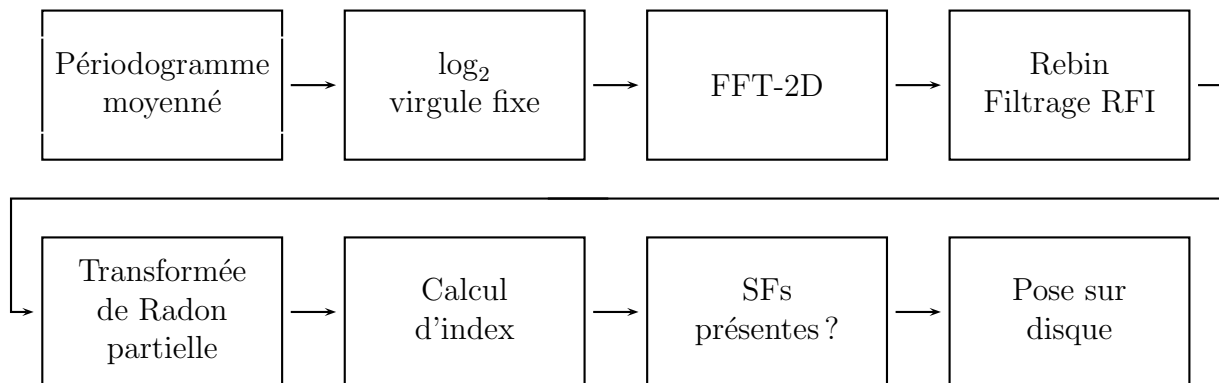 Périodogramme
moyenné
log₂
virgule fixe
FFT-2D
Rebin
Filtrage RFI
Transformée
de Radon
partielle
Calcul
d'index
SFs
présentes ?
Pose sur
disque